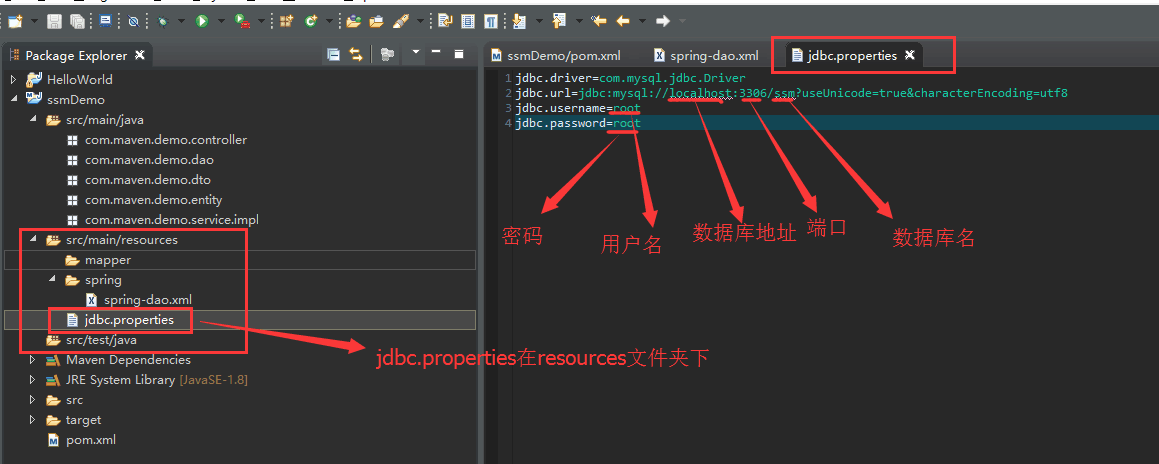 Package Explorer
HelloWorld
ssmDemo
src/main/java
com.maven.demo.controller
com.maven.demo.dao
com.maven.demo.dto
com.maven.demo.entity
com.maven.demo.service.impl
src/main/resources
mapper
spring
spring-dao.xml
jdbc.properties
src/test/java
Maven Dependencies
JRE System Library [JavaSE-1.8]
src
target
pom.xml
ssmDemo/pom.xml
spring-dao.xml
jdbc.properties
1 jdbc.driver=com.mysql.jdbc.Driver
2 jdbc.url=jdbc:mysql://localhost:3306/ssm?useUnicode=true&characterEncoding=utf8
3 jdbc.username=root
4 jdbc.password=root
密码
用户名
数据库地址
端口
数据库名
jdbc.properties在resources文件夹下